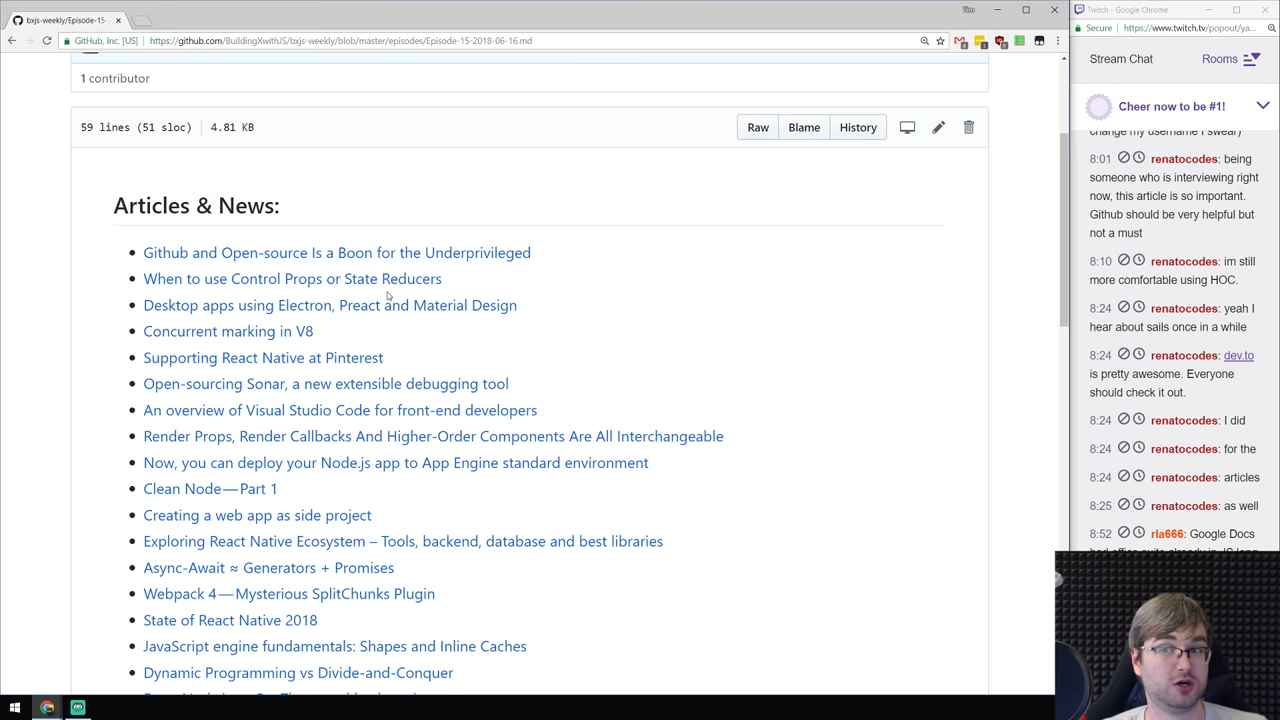 bxjs-weekly/Episode-15-
Tim
GitHub, Inc. [US]
https://github.com/BuildingXwithJS/bxjs-weekly/blob/master/episodes/Episode-15-2018-06-16.md
1 contributor
59 lines (51 sloc)
4.81 KB
Raw
Blame
History
Articles & News:
Github and Open-source Is a Boon for the Underprivileged
When to use Control Props or State Reducers
Desktop apps using Electron, Preact and Material Design
Concurrent marking in V8
Supporting React Native at Pinterest
Open-sourcing Sonar, a new extensible debugging tool
An overview of Visual Studio Code for front-end developers
Render Props, Render Callbacks And Higher-Order Components Are All Interchangeable
Now, you can deploy your Node.js app to App Engine standard environment
Clean Node — Part 1
Creating a web app as side project
Exploring React Native Ecosystem – Tools, backend, database and best libraries
Async-Await ≈ Generators + Promises
Webpack 4 — Mysterious SplitChunks Plugin
State of React Native 2018
JavaScript engine fundamentals: Shapes and Inline Caches
Dynamic Programming vs Divide-and-Conquer
Twitch - Google Chrome
Secure
https://www.twitch.tv/popout/ya...
Stream Chat
Rooms
Cheer now to be #1!
change my username I swear)
8:01 renatocodes: being
someone who is interviewing right
now, this article is so important.
Github should be very helpful but
not a must
8:10 renatocodes: im still
more comfortable using HOC.
8:24 renatocodes: yeah I
hear about sails once in a while
8:24 renatocodes: dev.to
is pretty awesome. Everyone
should check it out.
8:24 renatocodes: I did
8:24 renatocodes: for the
8:24 renatocodes: articles
8:25 renatocodes: as well
8:52 rla666: Google Docs